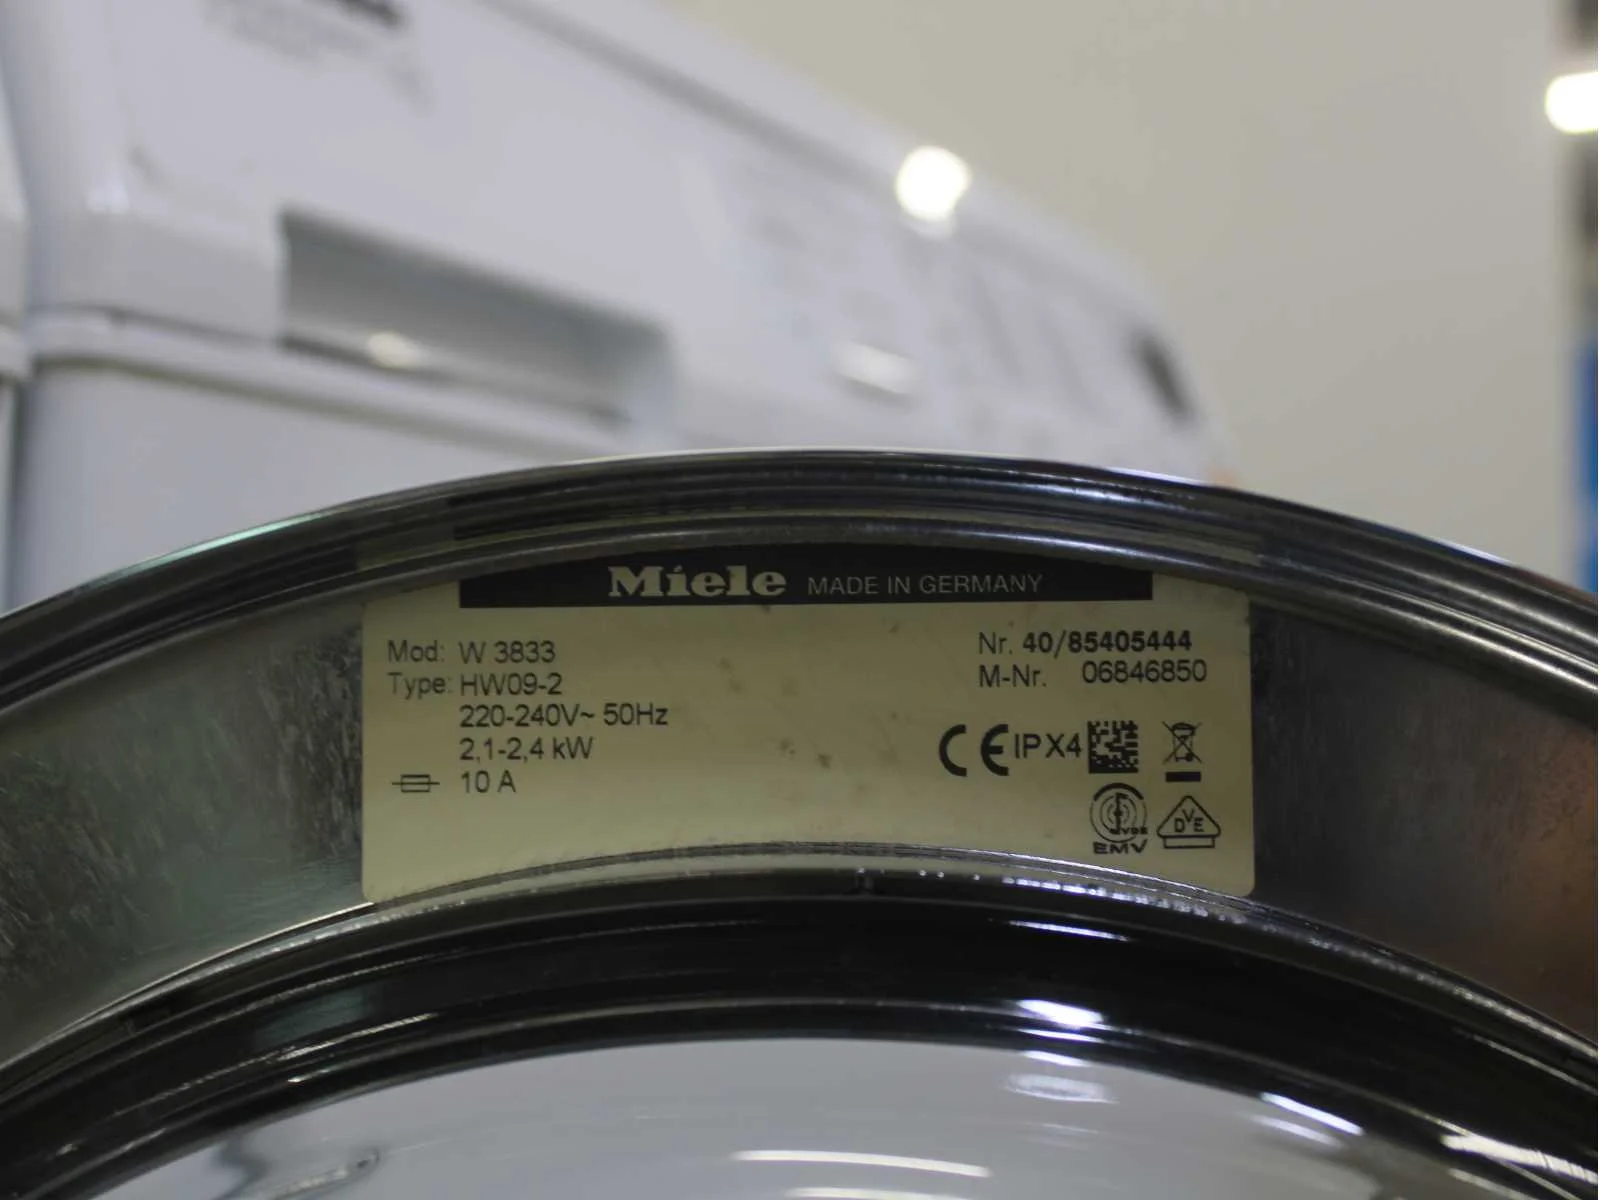 Miele MADE IN GERMANY
Mod: W 3833
Type: HW09-2
220-240V~ 50Hz
2,1-2,4 kW
10 A
Nr. 40/85405444
M-Nr. 06846850
CE IPX4
VDE
EMV
DVE